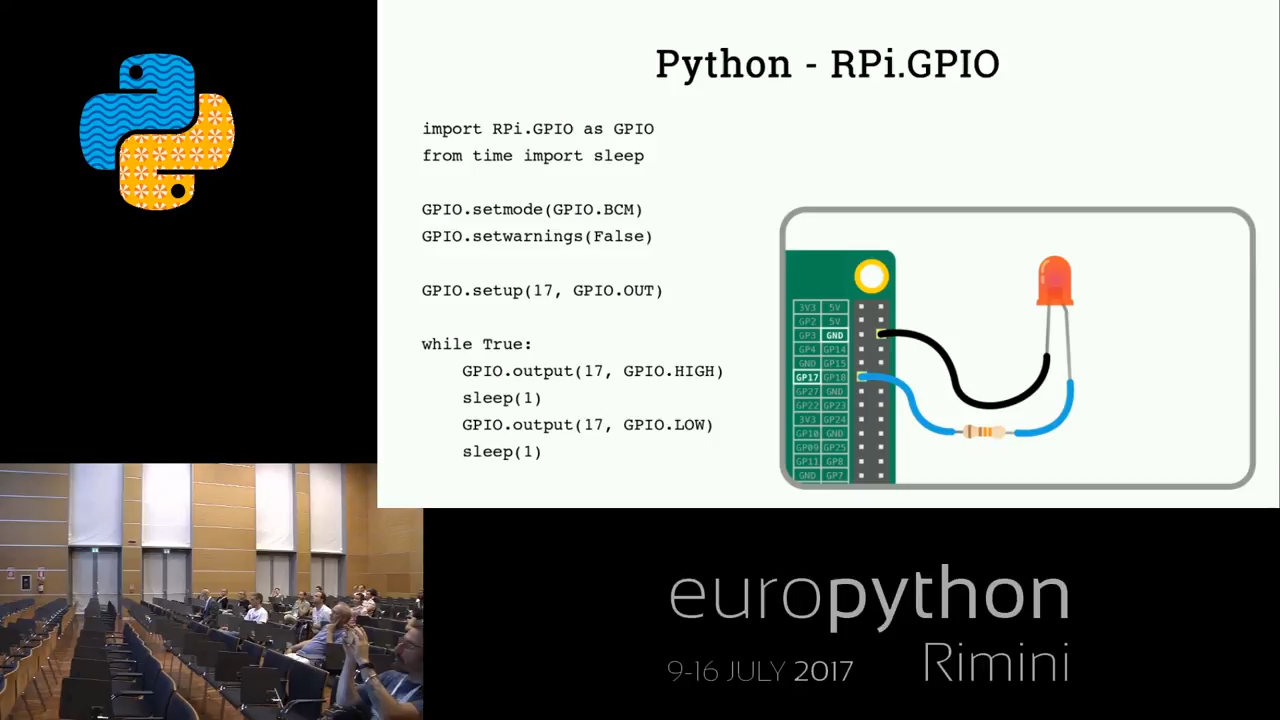 Python - RPi.GPIO
import RPi.GPIO as GPIO
from time import sleep
GPIO.setmode(GPIO.BCM)
GPIO.setwarnings(False)
GPIO.setup(17, GPIO.OUT)
while True:
    GPIO.output(17, GPIO.HIGH)
    sleep(1)
    GPIO.output(17, GPIO.LOW)
    sleep(1)
3V3 5V
GP2 5V
GP3 GND
GP4 GP14
GND GP15
GP17 GP18
GP27 GND
GP22 GP23
3V3 GP24
GP10 GND
GP09 GP25
GP11 GP8
GND GP7
europython
Rimini
9-16 JULY 2017